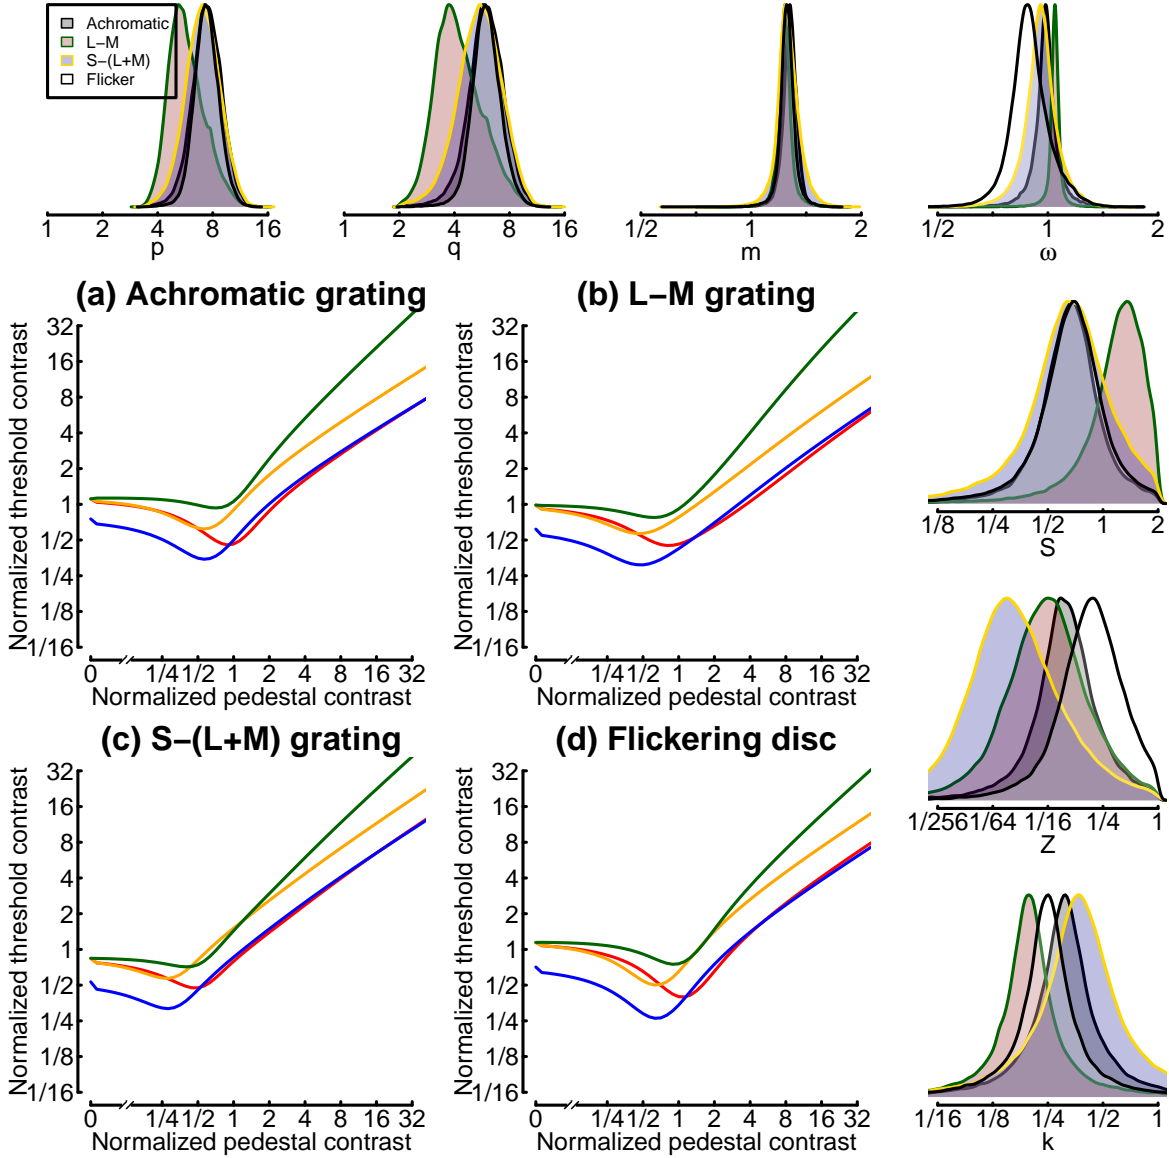 Achromatic
L−M
S−(L+M)
Flicker
1 2 4 8 16
p
1 2 4 8 16
q
1/2 1 2
m
1/2 1 2
ω
(a) Achromatic grating
Normalized threshold contrast
32
16
8
4
2
1
1/2
1/4
1/8
1/16
0 1/4 1/2 1 2 4 8 16 32
Normalized pedestal contrast
(b) L−M grating
Normalized threshold contrast
32
16
8
4
2
1
1/2
1/4
1/8
1/16
0 1/4 1/2 1 2 4 8 16 32
Normalized pedestal contrast
1/8 1/4 1/2 1 2
S
1/256 1/64 1/16 1/4 1
Z
(c) S−(L+M) grating
Normalized threshold contrast
32
16
8
4
2
1
1/2
1/4
1/8
1/16
0 1/4 1/2 1 2 4 8 16 32
Normalized pedestal contrast
(d) Flickering disc
Normalized threshold contrast
32
16
8
4
2
1
1/2
1/4
1/8
1/16
0 1/4 1/2 1 2 4 8 16 32
Normalized pedestal contrast
1/16 1/8 1/4 1/2 1
k